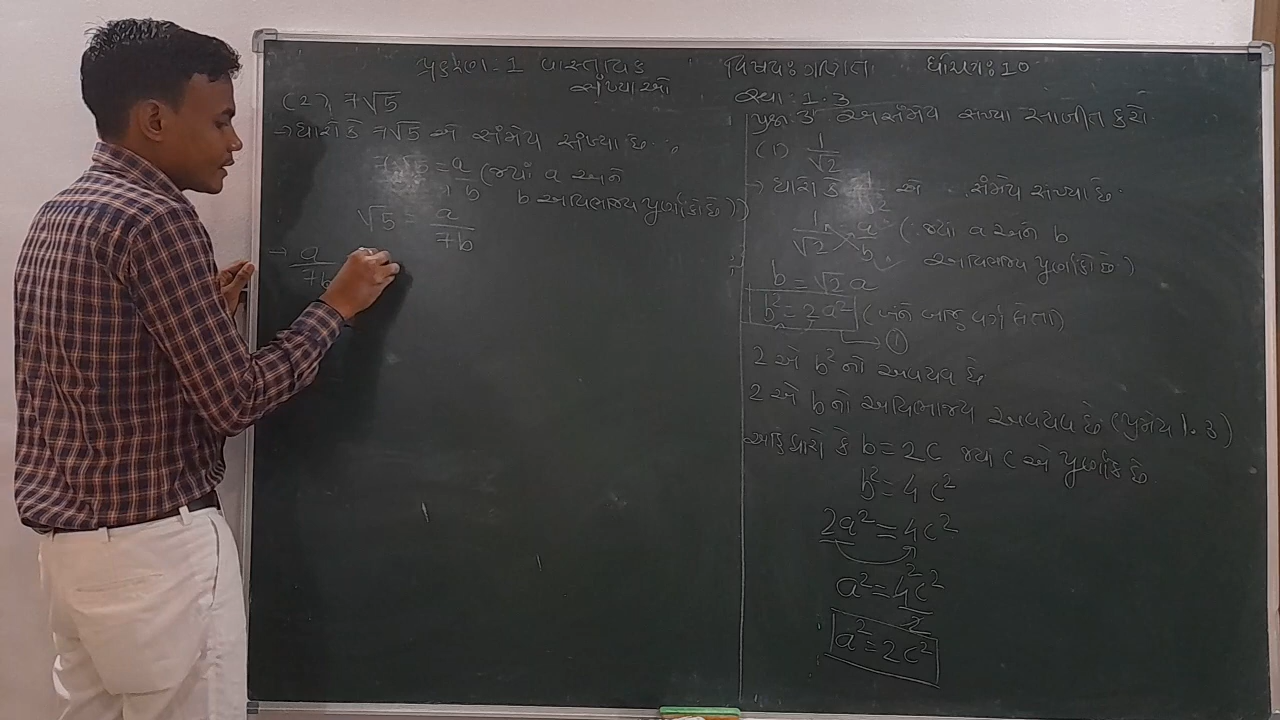 પ્રકરણ-1 વાસ્તવિક સંખ્યાઓ
વિષય: ગણિત
ધોરણ: 10
સ્વા: 1.3
(2) 7√5
→ ધારો કે 7√5 એ સંમેય સંખ્યા છે.
7√5 = a/b (જ્યાં a અને
b અવિભાજ્ય પૂર્ણાંકો છે)
√5 = a/7b
→ a/7b
પ્રશ્ન: 3 અસંમેય સંખ્યા સાબીત કરો.
(1) 1/√2
→ ધારો કે 1/√2 એ સંમેય સંખ્યા છે.
1/√2 = a/b (જ્યાં a અને b
અવિભાજ્ય પૂર્ણાંકો છે)
b = √2 a
b² = 2a² (બંને બાજુ વર્ગ લેતા)
①
2 એ b² નો અવયવ છે
2 એ b નો અવિભાજ્ય અવયવ છે (પ્રમેય 1.3)
ધારો કે b = 2c જ્યાં c એ પૂર્ણાંક છે
b² = 4c²
2a² = 4c²
a² = 4c²/2
a² = 2c²